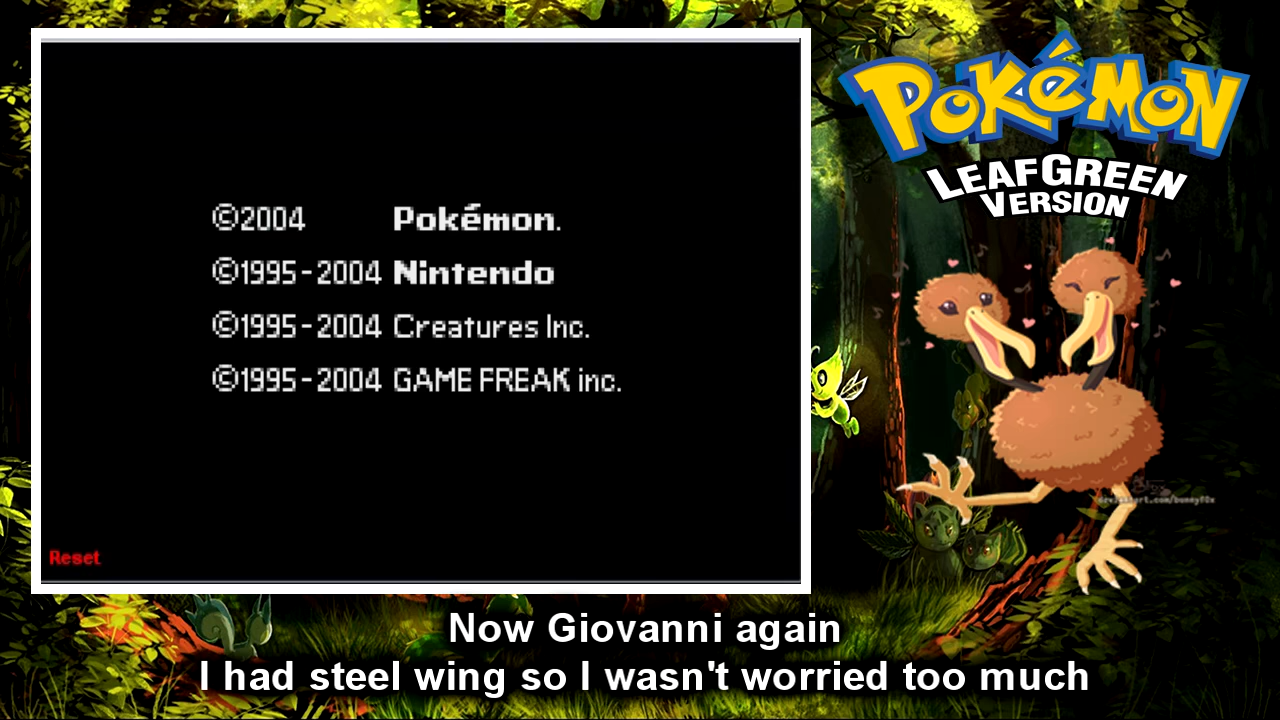 ©2004 Pokémon.
©1995-2004 Nintendo
©1995-2004 Creatures Inc.
©1995-2004 GAME FREAK inc.
Reset
POKéMON
LEAFGREEN
VERSION
Now Giovanni again
I had steel wing so I wasn't worried too much